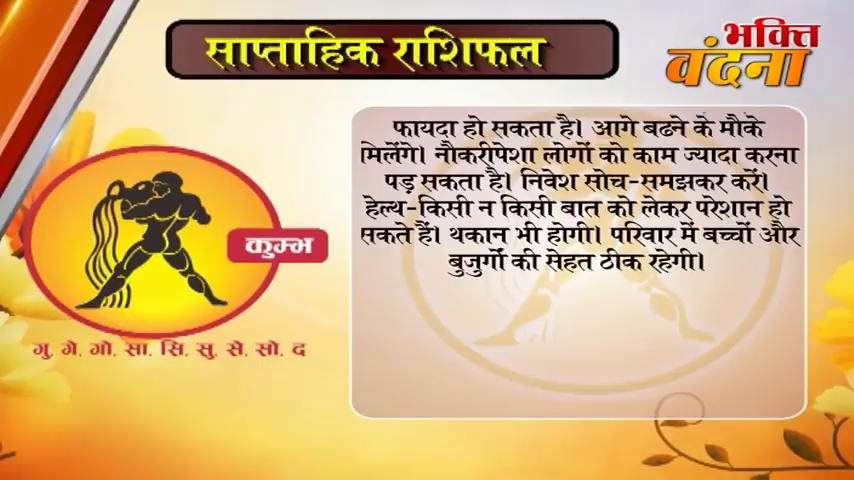 साप्ताहिक राशिफल
भक्ति
वंदना
फायदा हो सकता है। आगे बढने के मौके
मिलेंगे। नौकरीपेशा लोगों को काम ज्यादा करना
पड़ सकता है। निवेश सोच-समझकर करें।
हेल्थ-किसी न किसी बात को लेकर परेशान हो
सकते हैं। थकान भी होगी। परिवार में बच्चों और
बुजुर्गों की सेहत ठीक रहेगी।
कुम्भ
गु, गे, गो, सा, सि, सु, से, सो, द